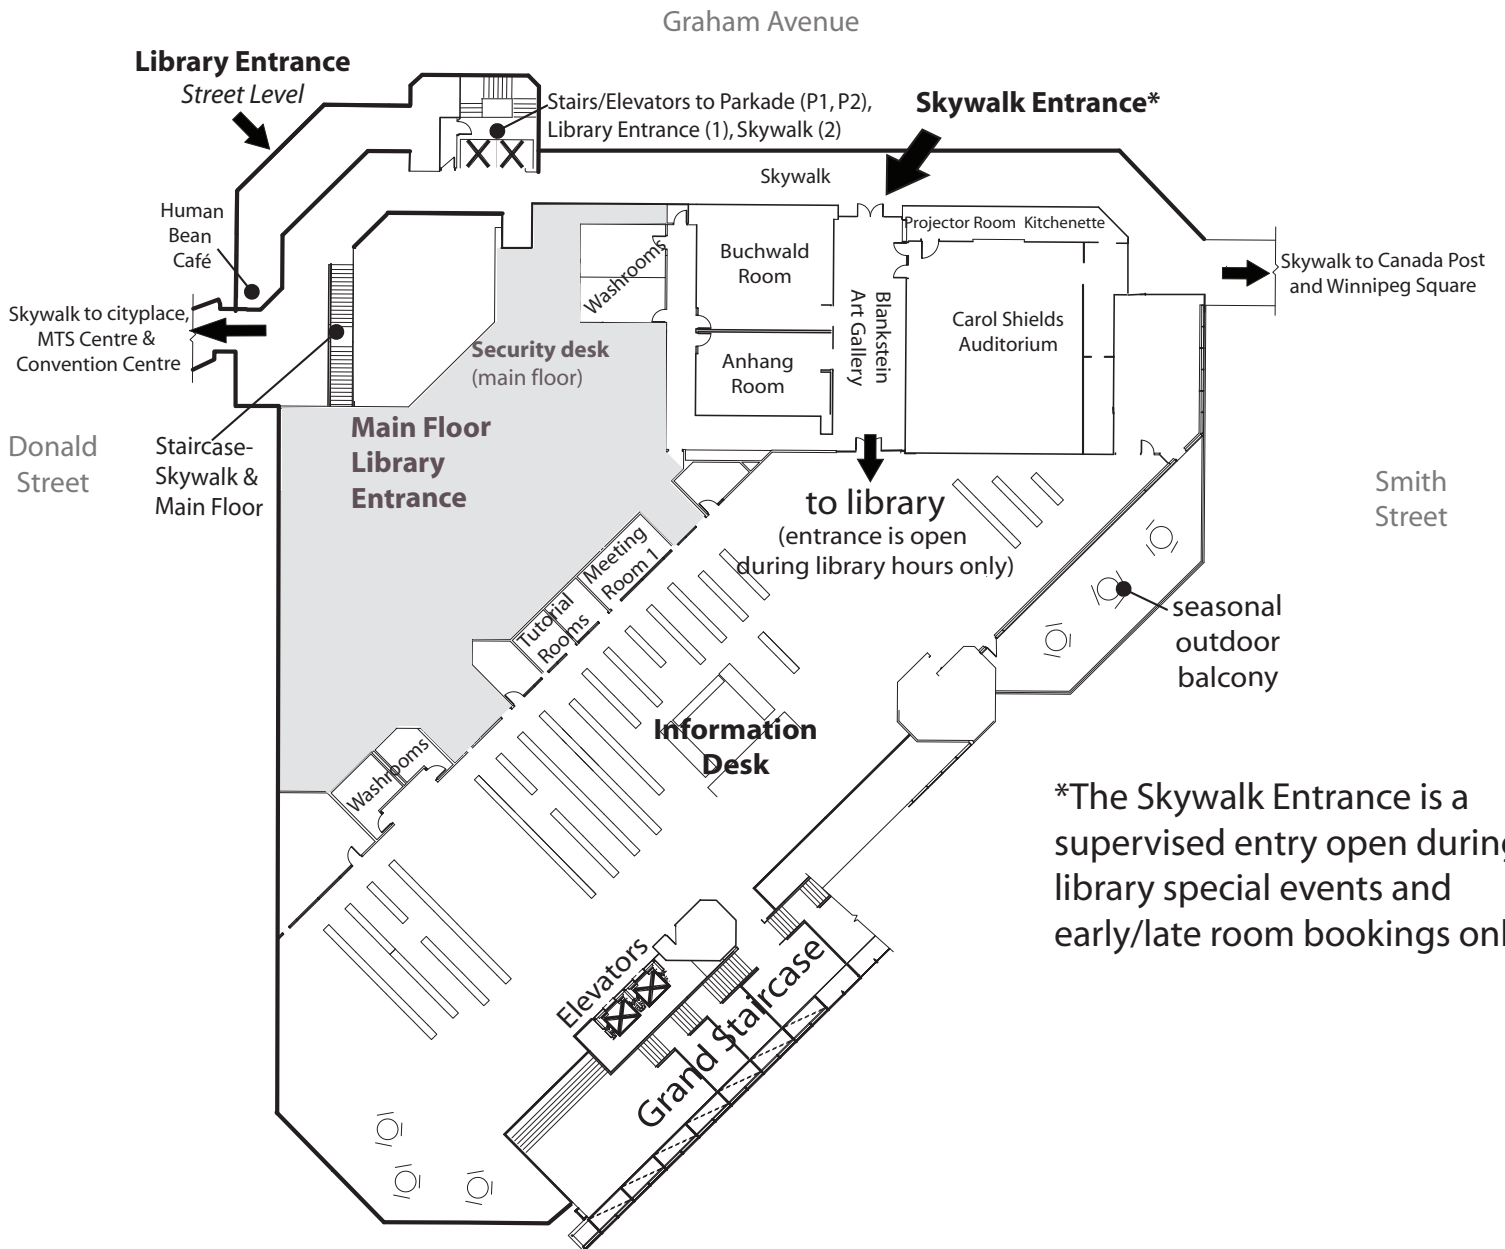 Graham Avenue
Library Entrance
Street Level
Stairs/Elevators to Parkade (P1, P2),
Library Entrance (1), Skywalk (2)
Skywalk Entrance*
Skywalk
Human
Bean
Café
Washrooms
Buchwald
Room
Projector Room Kitchenette
Blankstein
Art Gallery
Carol Shields
Auditorium
Skywalk to Canada Post
and Winnipeg Square
Skywalk to cityplace,
MTS Centre &
Convention Centre
Security desk
(main floor)
Anhang
Room
Main Floor
Library
Entrance
Donald
Street
Staircase-
Skywalk &
Main Floor
to library
(entrance is open
during library hours only)
Smith
Street
Meeting
Room 1
Tutorial
Rooms
seasonal
outdoor
balcony
Information
Desk
Washrooms
*The Skywalk Entrance is a
supervised entry open during
library special events and
early/late room bookings onl
Elevators
Grand Staircase